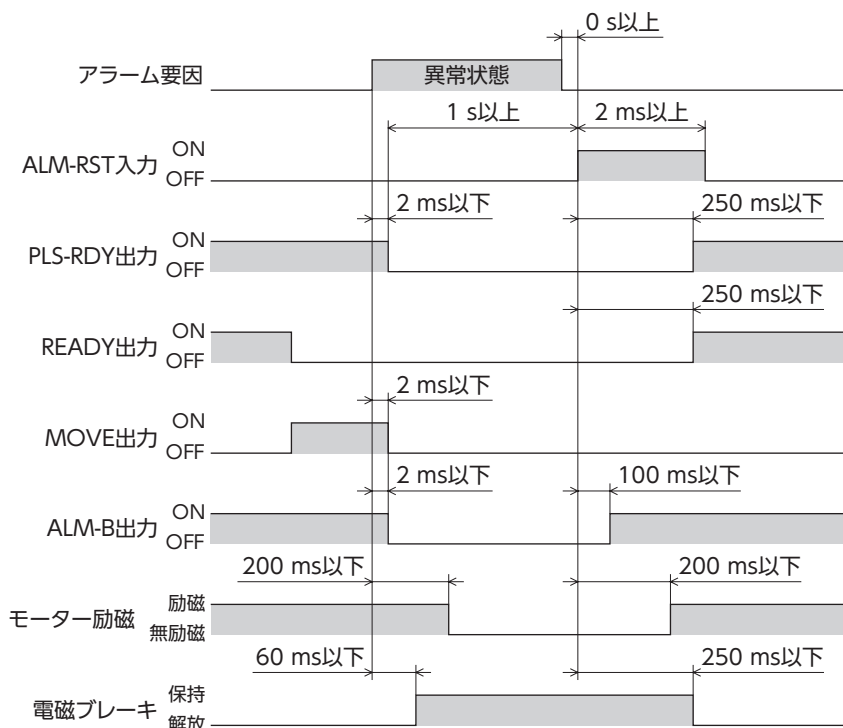 0 s以上
アラーム要因 異常状態
1 s以上 2 ms以上
ALM-RST入力 ON
OFF
2 ms以下 250 ms以下
PLS-RDY出力 ON
OFF
250 ms以下
READY出力 ON
OFF
2 ms以下
MOVE出力 ON
OFF
2 ms以下 100 ms以下
ALM-B出力 ON
OFF
200 ms以下 200 ms以下
モーター励磁 励磁
無励磁
60 ms以下 250 ms以下
電磁ブレーキ 保持
解放